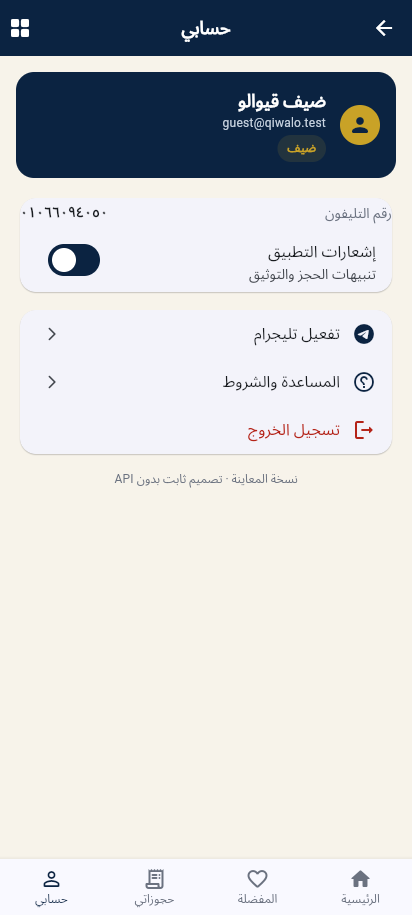 حسابي
ضيف قيوالو
guest@qiwalo.test
ضيف
رقم التليفون ٠١٠٦٦٠٩٤٠٥٠
إشعارات التطبيق
تنبيهات الحجز والتوثيق
تفعيل تليجرام
المساعدة والشروط
تسجيل الخروج
نسخة المعاينة · تصميم ثابت بدون API
الرئيسية المفضلة حجوزاتي حسابي